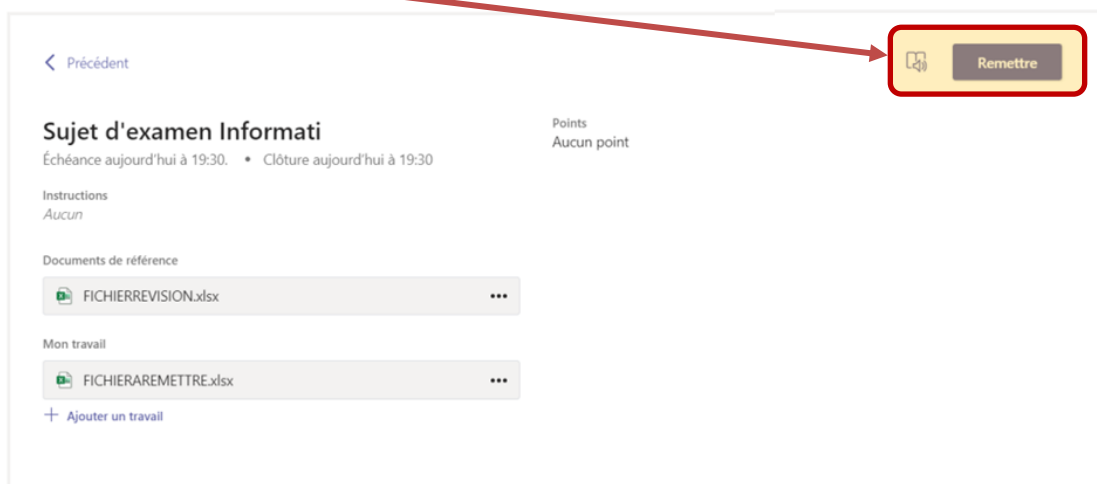 Précédent
Remettre
Sujet d'examen Informati
Échéance aujourd'hui à 19:30. • Clôture aujourd'hui à 19:30
Points
Aucun point
Instructions
Aucun
Documents de référence
FICHIERREVISION.xlsx
Mon travail
FICHIERAREMETTRE.xlsx
Ajouter un travail